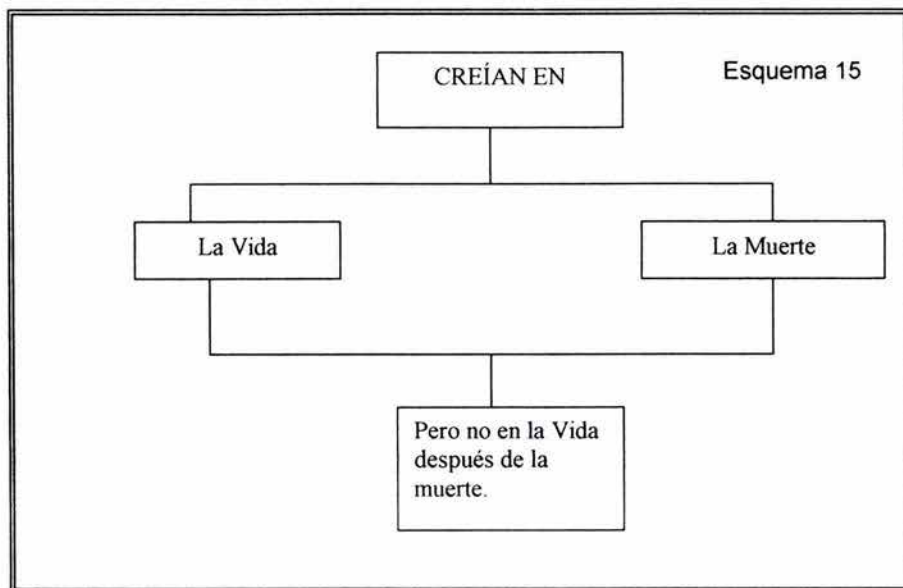 Esquema 15
CREÍAN EN
La Vida
La Muerte
Pero no en la Vida
después de la
muerte.